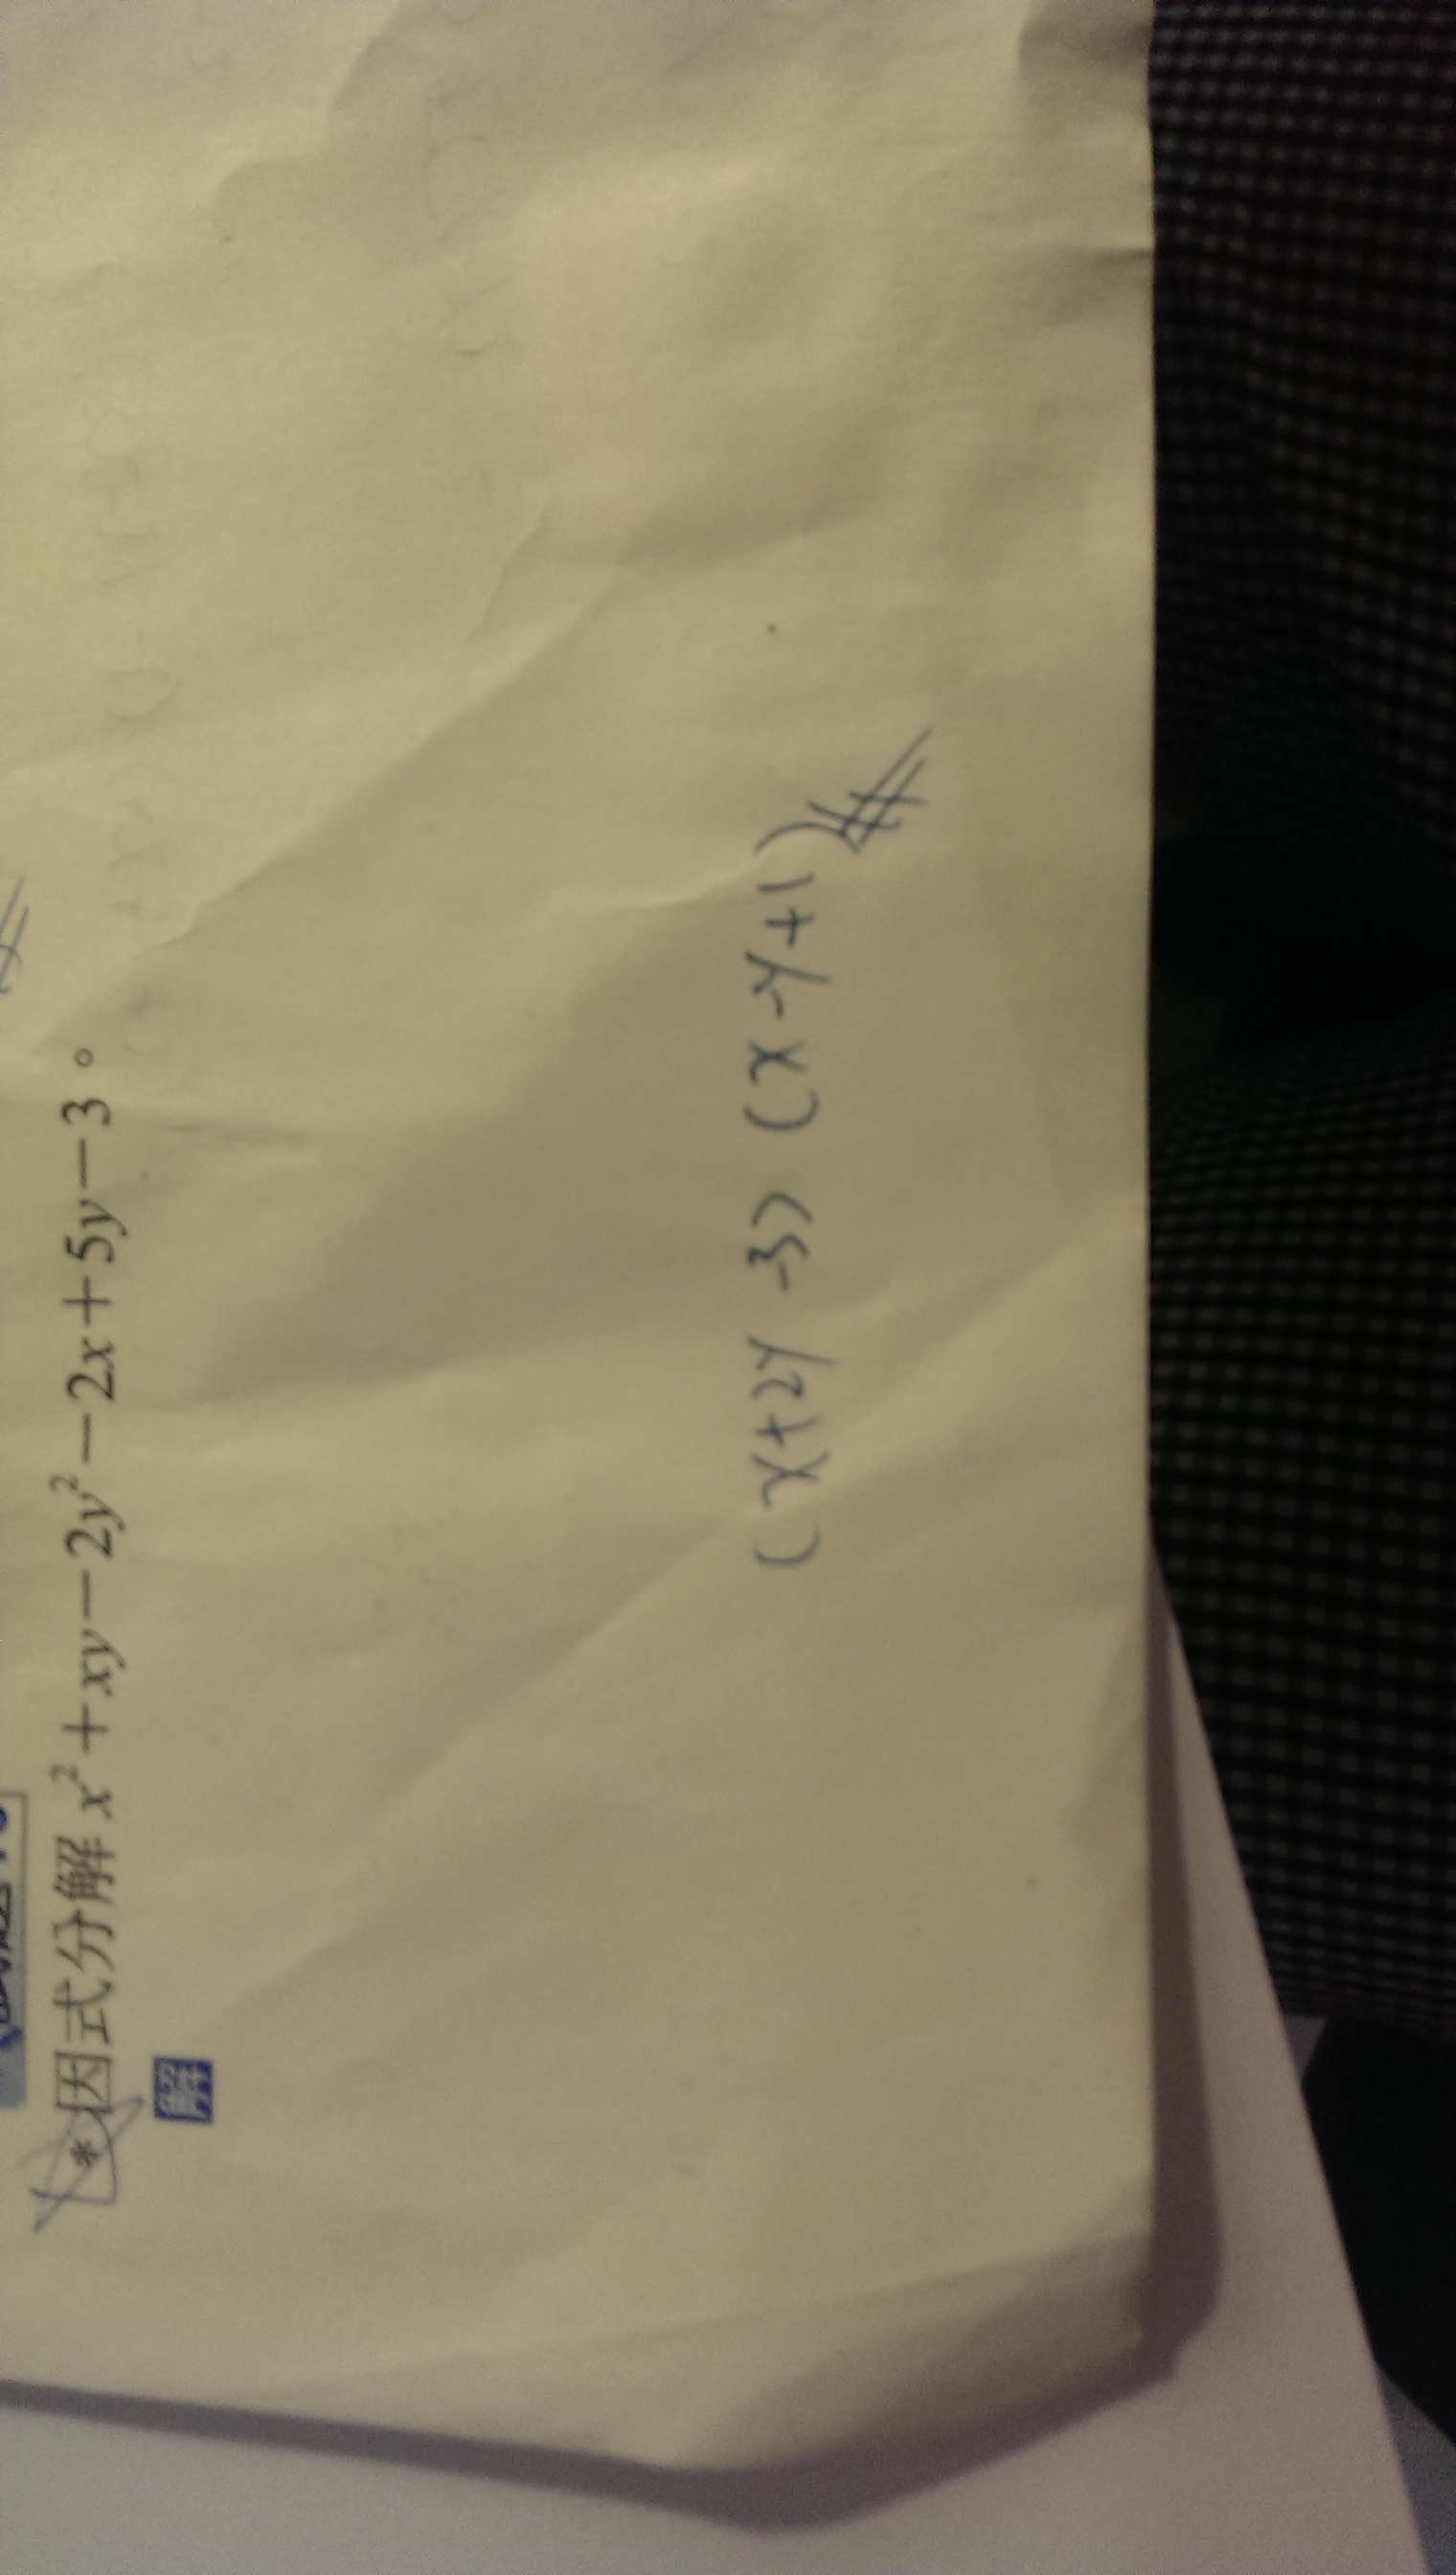 *因式分解 x²+xy−2y²−2x+5y−3。
解
(x+2y-3) (x-y+1)